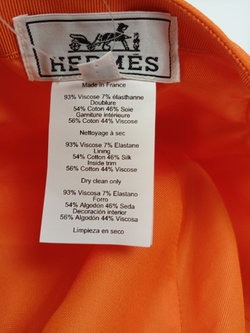 HERMÈS
Made in France
93% Viscose 7% élasthanne
Doublure
54% Coton 46% Soie
Garniture intérieure
56% Coton 44% Viscose
Nettoyage à sec
93% Viscose 7% Elastane
Lining
54% Cotton 46% Silk
Inside trim
56% Cotton 44% Viscose
Dry clean only
93% Viscosa 7% Elastano
Forro
54% Algodón 46% Seda
Decoración interior
56% Algodón 44% Viscosa
Limpieza en seco